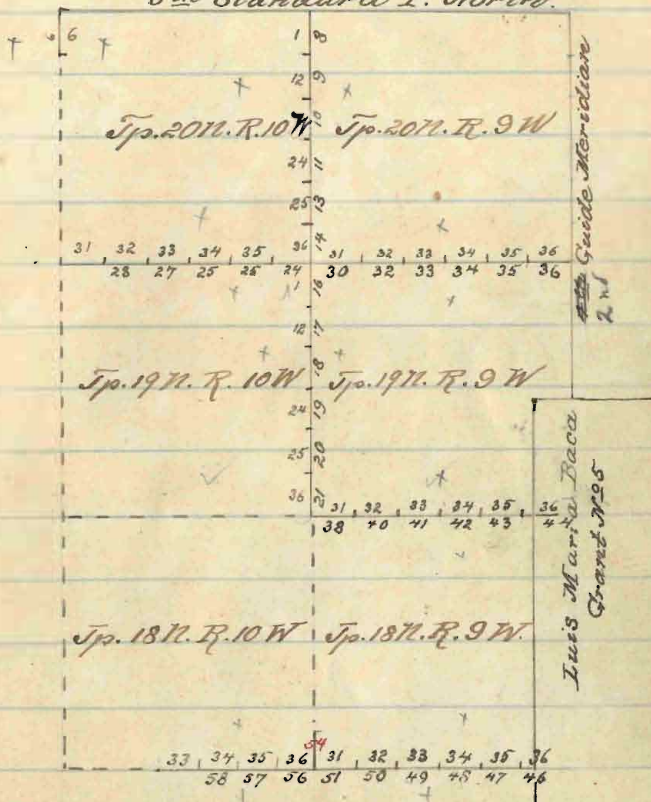 Standard P. North.
6 6 1 8
12 9
10
Tp. 20 N. R. 10 W Tp. 20 N. R. 9 W
24 11
25 13
31 32 33 34 35 36 14 31 32 33 34 35 36
28 27 25 26 24 30 32 33 34 35 36
1 16
12 17
18
Tp. 19 N. R. 10 W Tp. 19 N. R. 9 W
24 19
25 20
36 21 31 32 33 34 35 36
38 40 41 42 43 44
Tp. 18 N. R. 10 W Tp. 18 N. R. 9 W.
54
33 34 35 36 31 32 33 34 35 36
58 57 56 51 50 49 48 47 46
Guide Meridian
2nd
Luis Maria Baca
Grant No 5